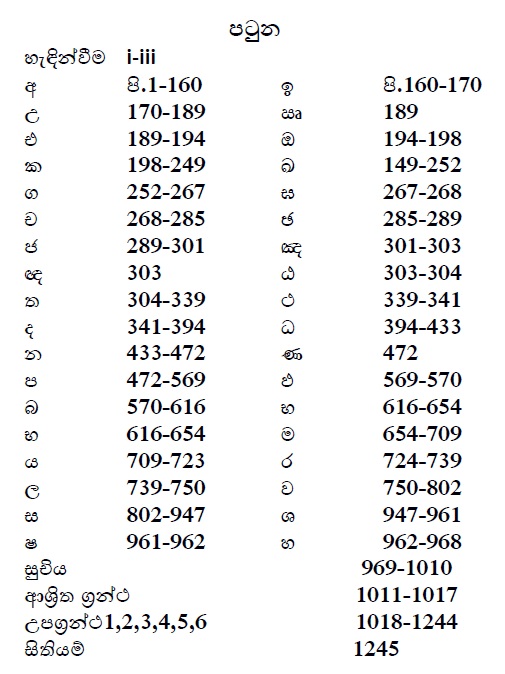 පටුන
හැඳින්වීම i-iii
අ පි.1-160 ඉ පි.160-170
උ 170-189 සෘ 189
එ 189-194 ඔ 194-198
ක 198-249 ඛ 149-252
ග 252-267 ඝ 267-268
ච 268-285 ඡ 285-289
ජ 289-301 ඤ 301-303
ඥ 303 ඨ 303-304
ත 304-339 ථ 339-341
ද 341-394 ධ 394-433
න 433-472 ණ 472
ප 472-569 ඵ 569-570
බ 570-616 භ 616-654
භ 616-654 ම 654-709
ය 709-723 ර 724-739
ල 739-750 ව 750-802
ස 802-947 ශ 947-961
ෂ 961-962 හ 962-968
සුචිය 969-1010
ආශ්‍රිත ග්‍රන්ථ 1011-1017
උපග්‍රන්ථ1,2,3,4,5,6 1018-1244
සිතියම් 1245